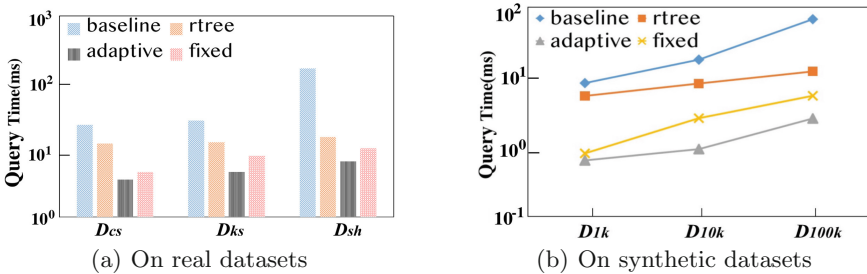 10^3
10^2
10^1
10^0
Query Time(ms)
baseline rtree
adaptive fixed
Dcs Dks Dsh
(a) On real datasets
10^2
10^1
10^0
10^-1
Query Time(ms)
baseline rtree
adaptive fixed
D1k D10k D100k
(b) On synthetic datasets